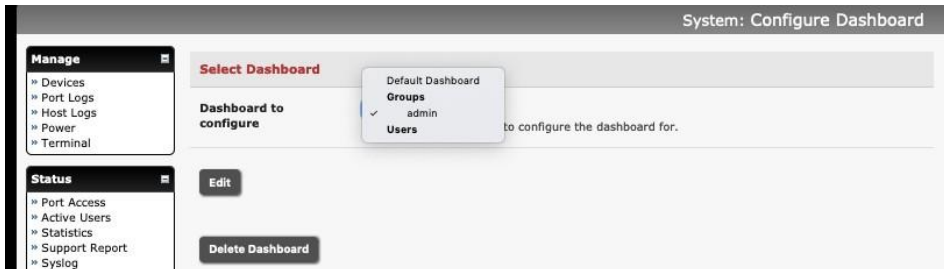 System: Configure Dashboard
Manage
» Devices
» Port Logs
» Host Logs
» Power
» Terminal
Status
» Port Access
» Active Users
» Statistics
» Support Report
» Syslog
Select Dashboard
Dashboard to
configure
Default Dashboard
Groups
✓ admin
Users
to configure the dashboard for.
Edit
Delete Dashboard